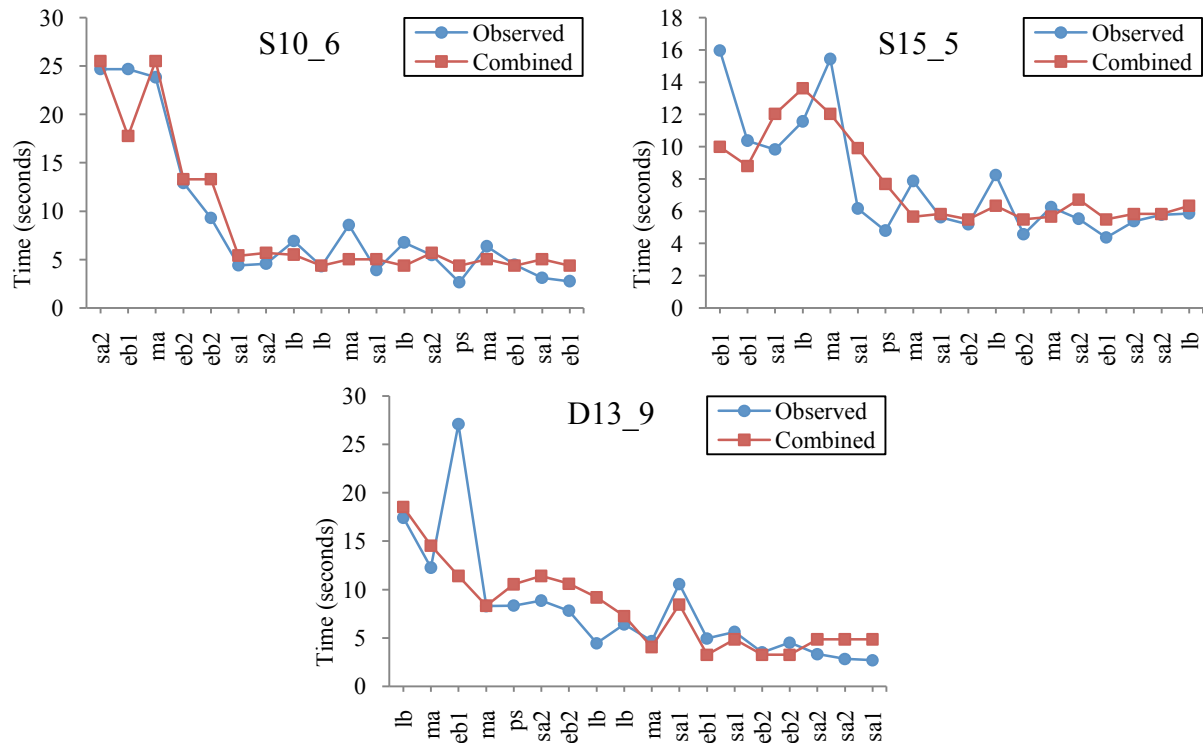 S10_6
Observed
Combined
Time (seconds)
30
25
20
15
10
5
0
sa2 eb1 ma eb2 eb2 sa1 sa2 lb lb ma sa1 lb sa2 ps ma eb1 sa1 eb1
S15_5
Observed
Combined
Time (seconds)
18
16
14
12
10
8
6
4
2
0
eb1 eb1 sa1 lb ma sa1 ps ma sa1 eb2 lb eb2 ma sa2 eb1 sa2 sa2 lb
D13_9
Observed
Combined
Time (seconds)
30
25
20
15
10
5
0
lb ma eb1 ma ps sa2 eb2 lb lb ma sa1 eb1 sa1 eb2 eb2 sa2 sa2 sa1